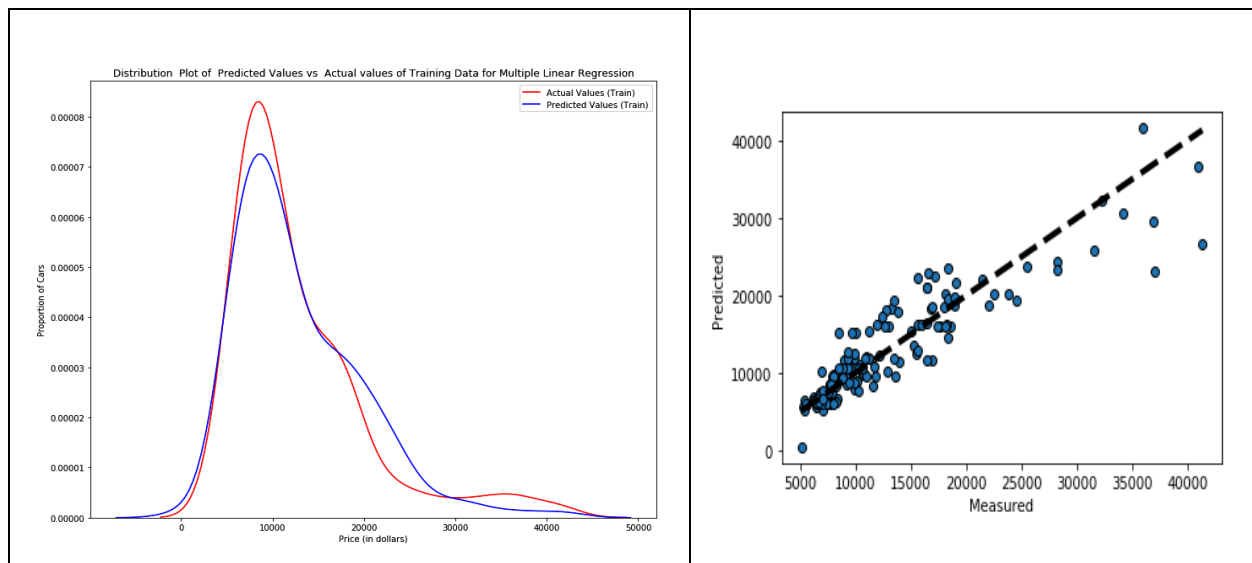 Distribution Plot of Predicted Values vs Actual values of Training Data for Multiple Linear Regression
Actual Values (Train)
Predicted Values (Train)
0.00008
0.00007
0.00006
0.00005
0.00004
0.00003
0.00002
0.00001
0.00000
Proportion of Cars
0 10000 20000 30000 40000 50000
Price (in dollars)
40000
30000
20000
10000
0
Predicted
5000 10000 15000 20000 25000 30000 35000 40000
Measured